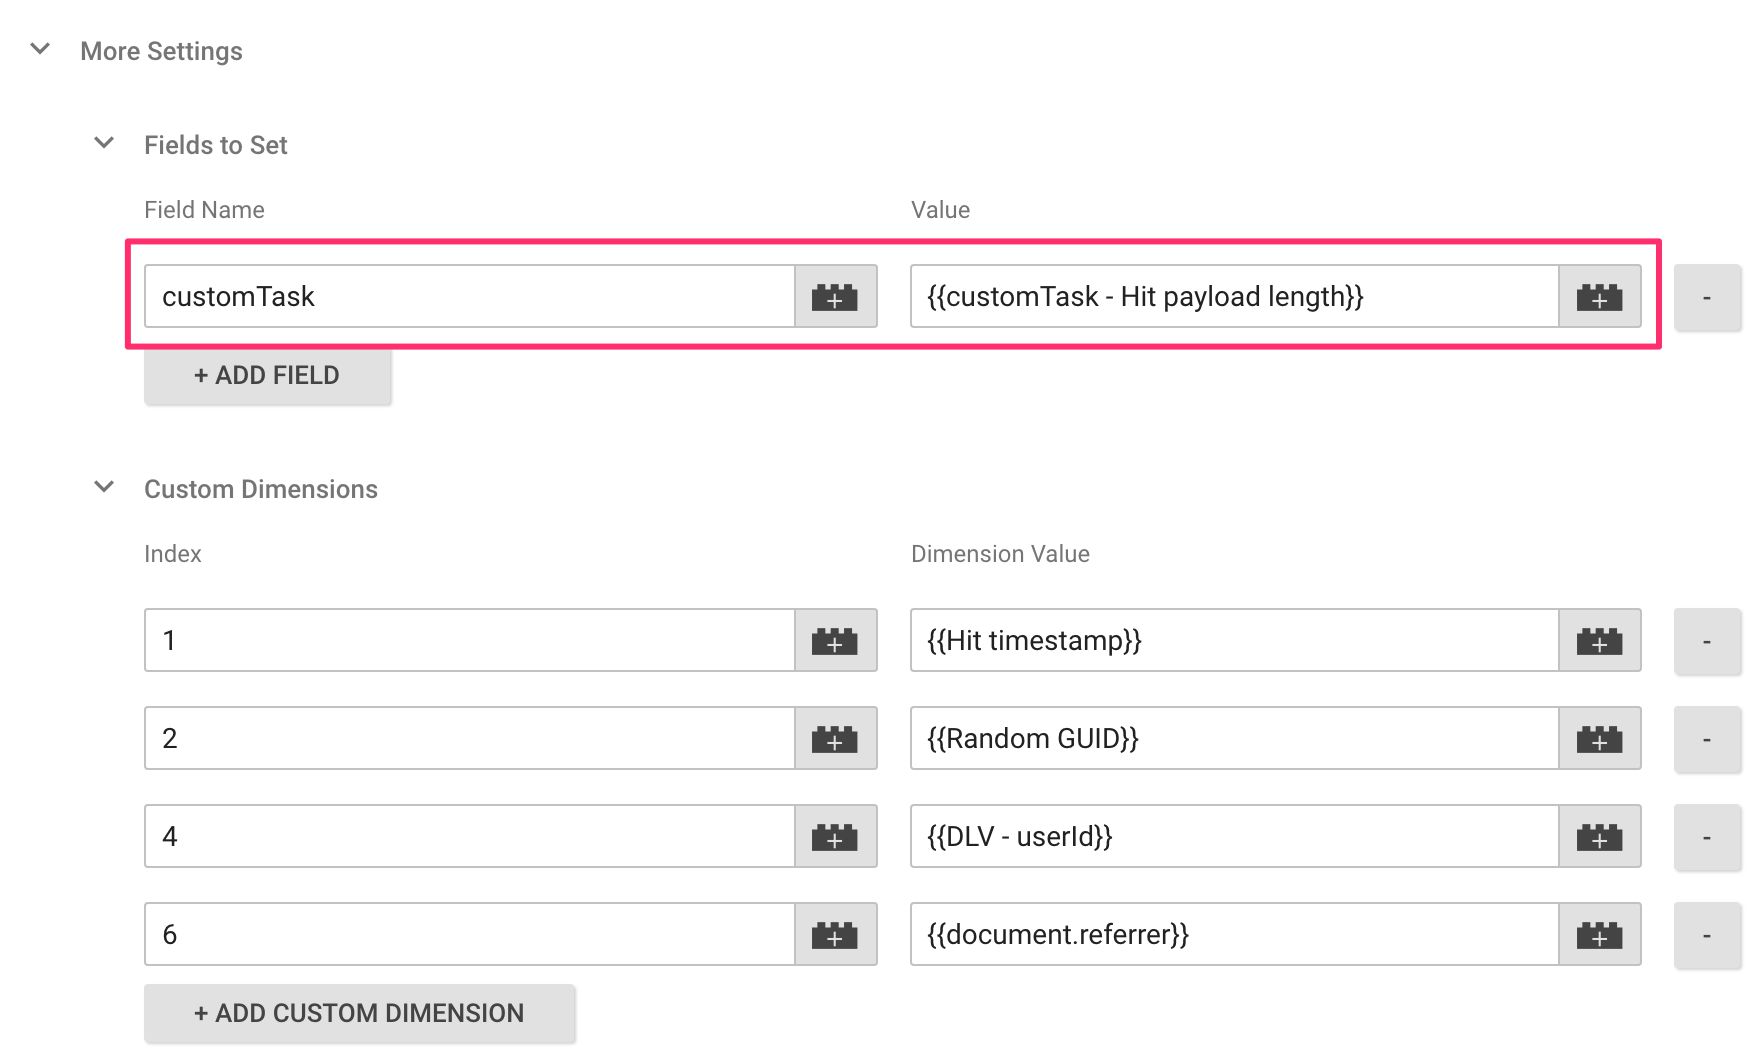 More Settings
Fields to Set
Field Name Value
customTask {{customTask - Hit payload length}} -
+ ADD FIELD
Custom Dimensions
Index Dimension Value
1 {{Hit timestamp}} -
2 {{Random GUID}} -
4 {{DLV - userId}} -
6 {{document.referrer}} -
+ ADD CUSTOM DIMENSION